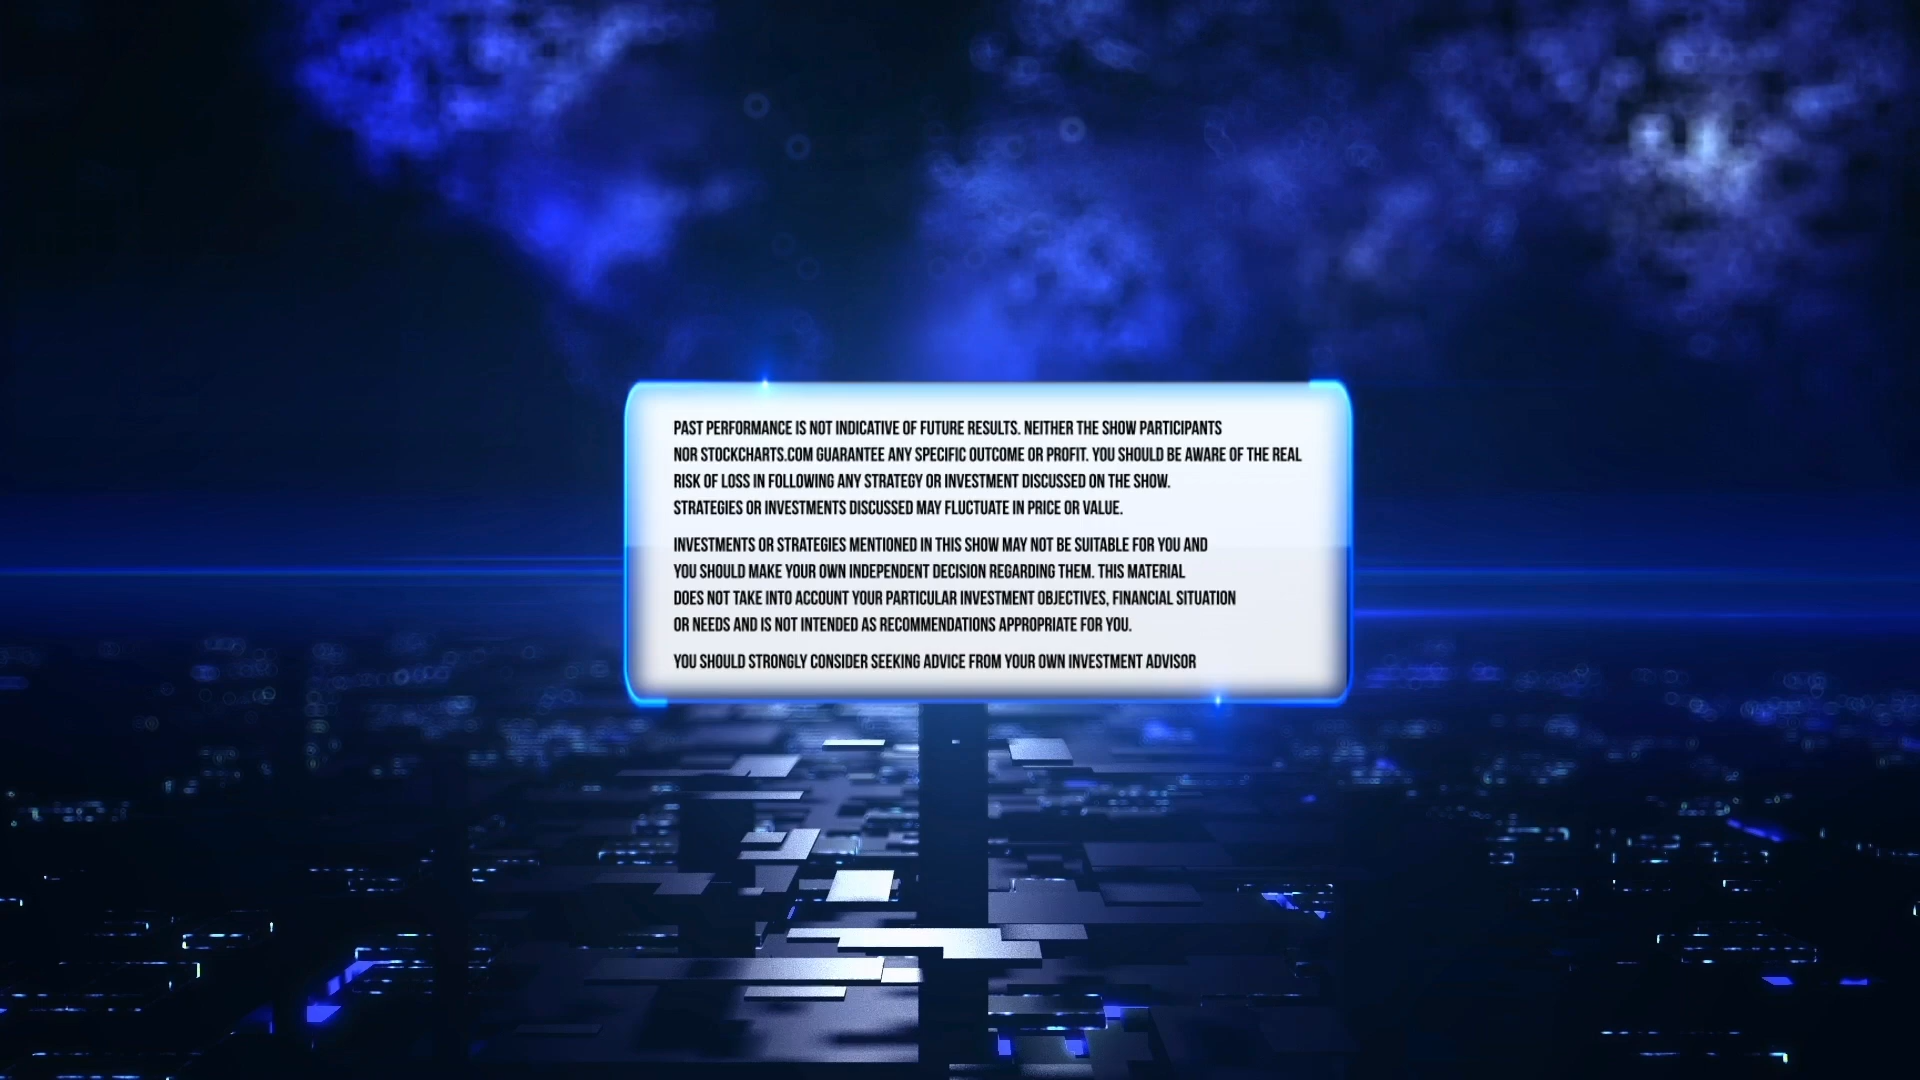 PAST PERFORMANCE IS NOT INDICATIVE OF FUTURE RESULTS. NEITHER THE SHOW PARTICIPANTS
NOR STOCKCHARTS.COM GUARANTEE ANY SPECIFIC OUTCOME OR PROFIT. YOU SHOULD BE AWARE OF THE REAL
RISK OF LOSS IN FOLLOWING ANY STRATEGY OR INVESTMENT DISCUSSED ON THE SHOW.
STRATEGIES OR INVESTMENTS DISCUSSED MAY FLUCTUATE IN PRICE OR VALUE.
INVESTMENTS OR STRATEGIES MENTIONED IN THIS SHOW MAY NOT BE SUITABLE FOR YOU AND
YOU SHOULD MAKE YOUR OWN INDEPENDENT DECISION REGARDING THEM. THIS MATERIAL
DOES NOT TAKE INTO ACCOUNT YOUR PARTICULAR INVESTMENT OBJECTIVES, FINANCIAL SITUATION
OR NEEDS AND IS NOT INTENDED AS RECOMMENDATIONS APPROPRIATE FOR YOU.
YOU SHOULD STRONGLY CONSIDER SEEKING ADVICE FROM YOUR OWN INVESTMENT ADVISOR